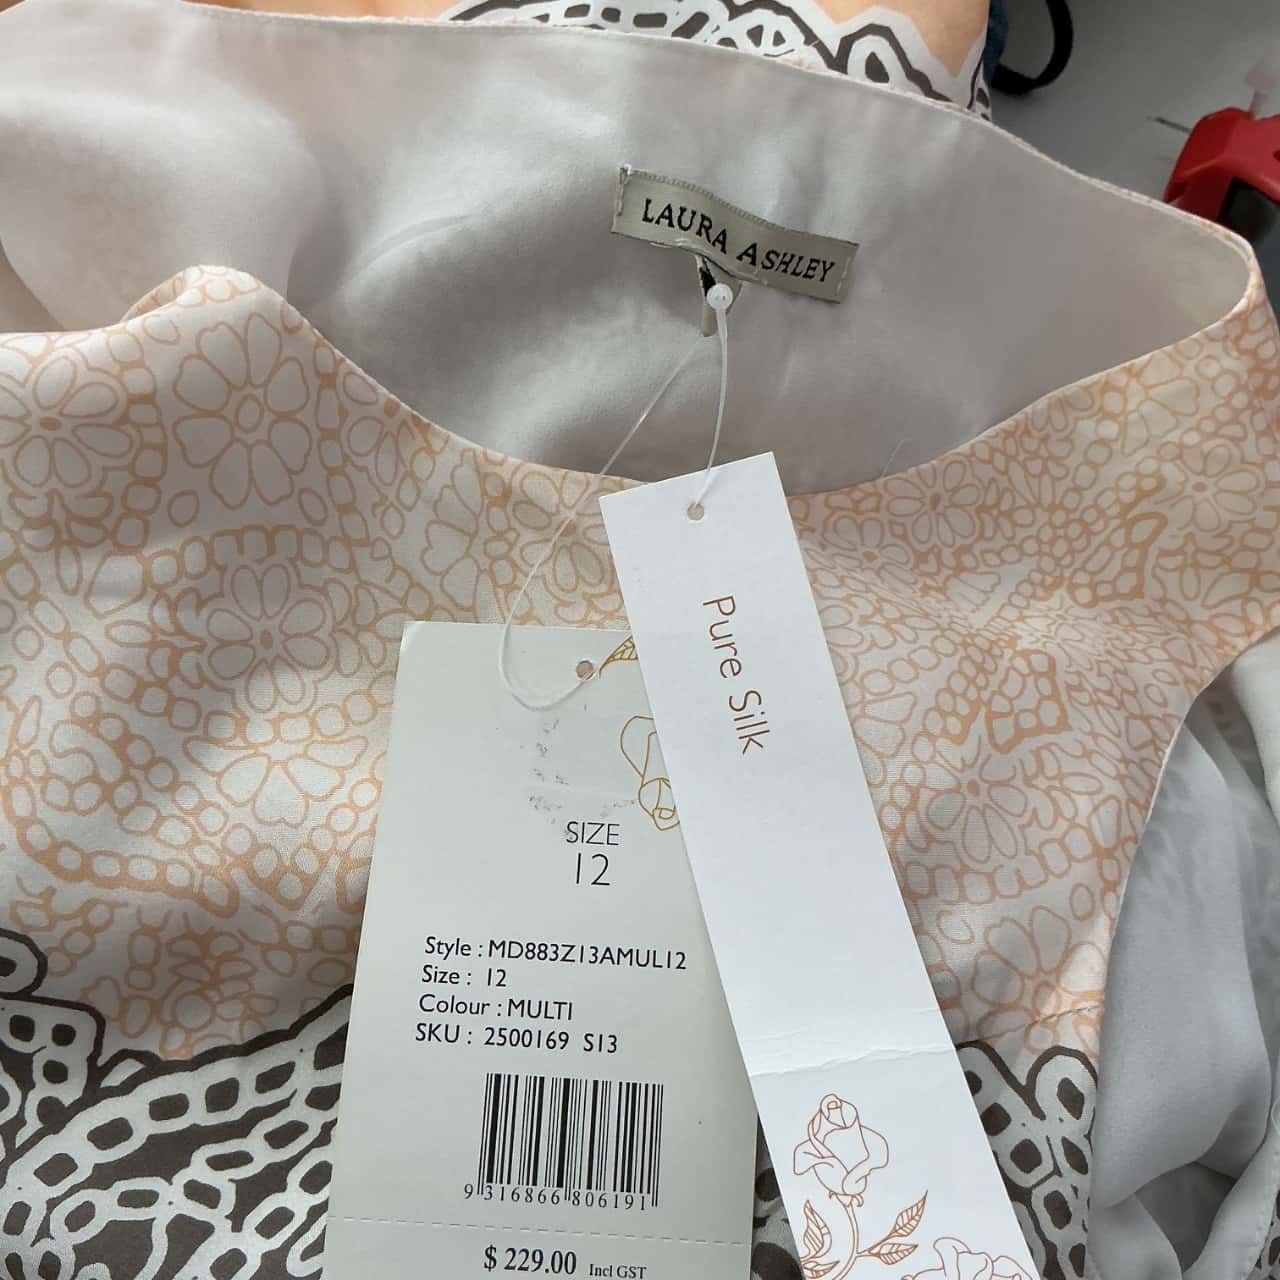 LAURA ASHLEY
Pure Silk
SIZE
12
Style : MD883Z13AMUL12
Size : 12
Colour : MULTI
SKU : 2500169 S13
9 316866 806191
$ 229.00 Incl GST